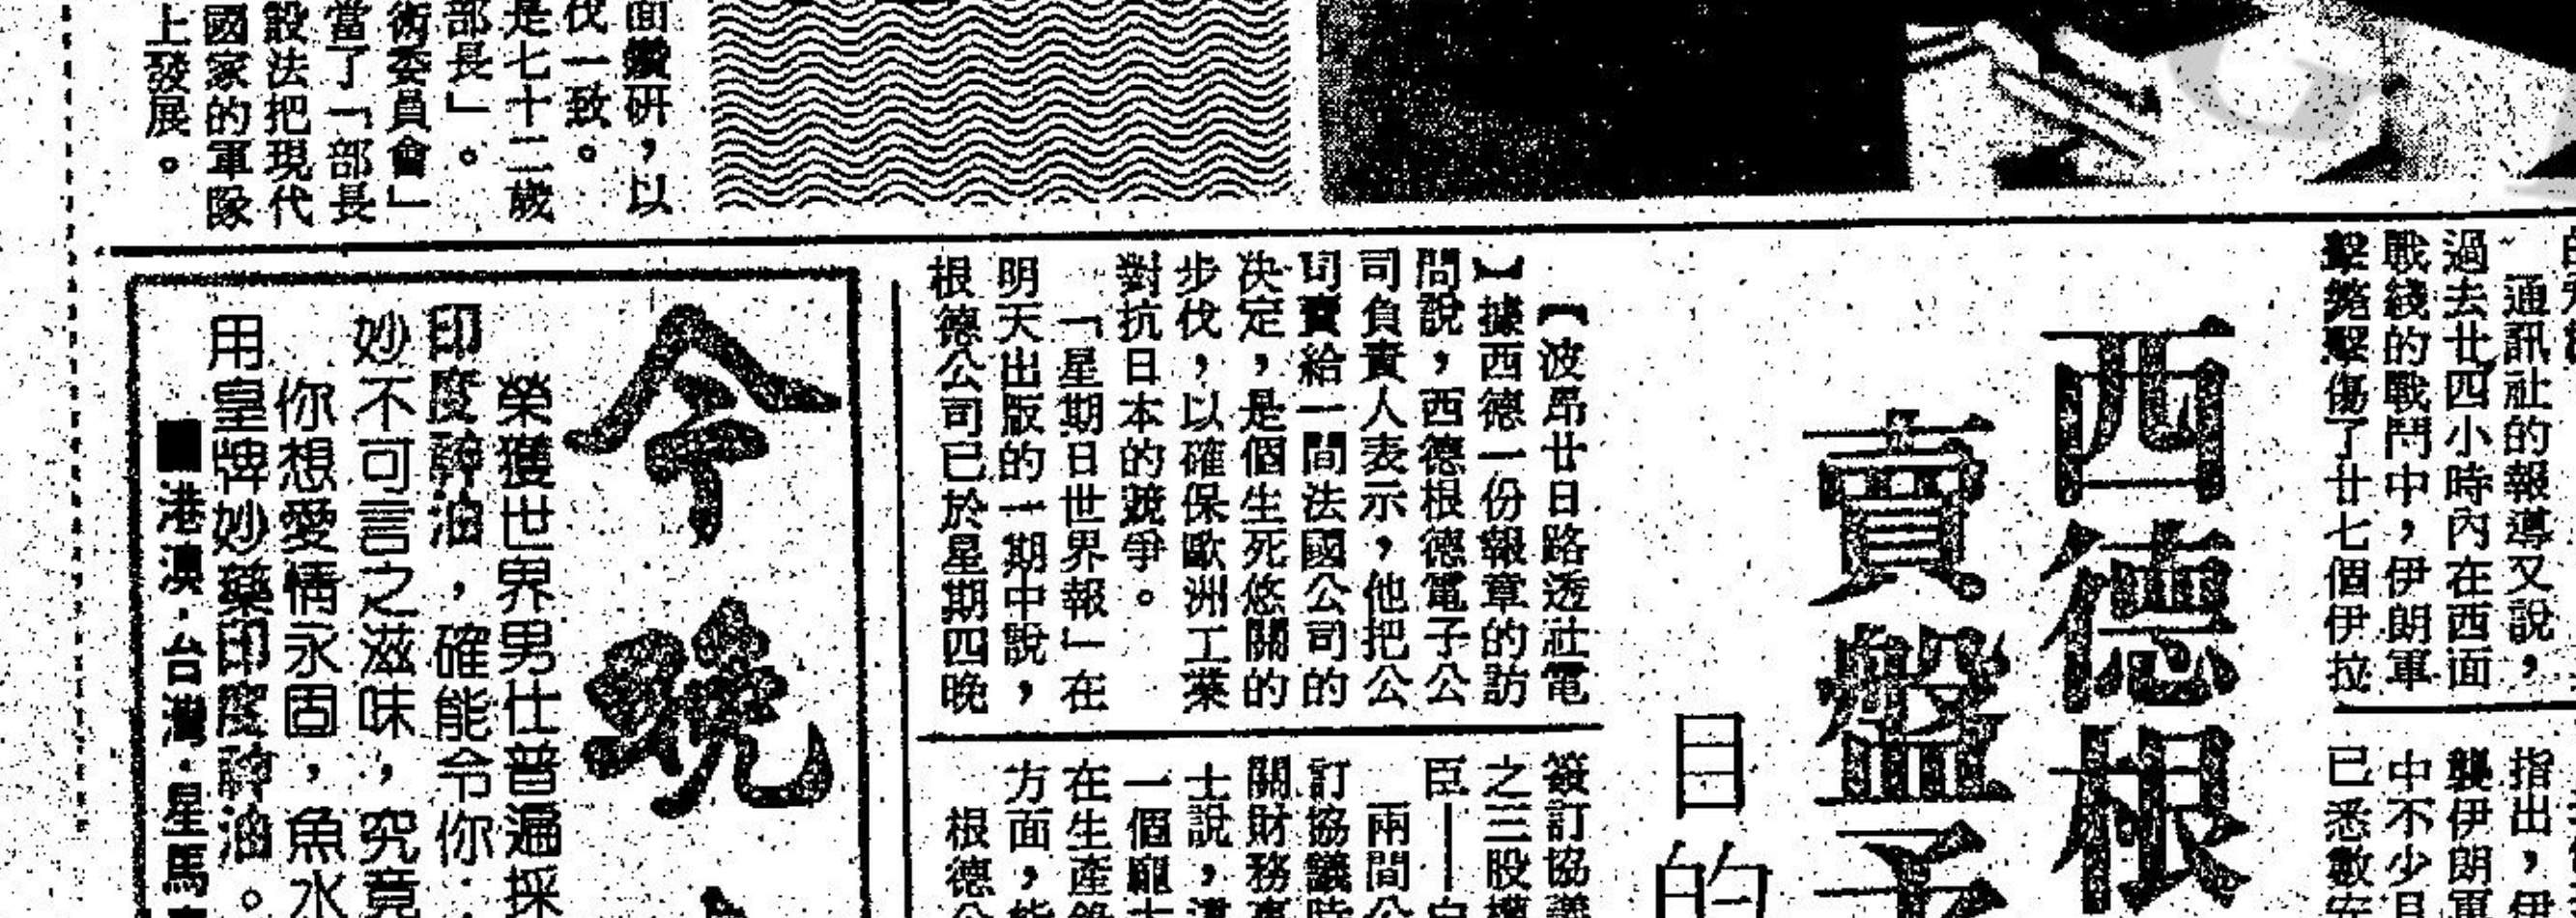 通訊社的報導又說，
過去廿四小時內在西面
戰綫的戰鬥中，伊朗軍
擊斃擊傷了廿七個伊拉
指出，伊
襲伊朗軍
中不少且
已悉數安
西德根
賣盤予
目的
【波昂廿日路透社電
】據西德一份報章的訪
問說，西德根德電子公
司負責人表示，他把公
司賣給一間法國公司的
決定，是個生死悠關的
步伐，以確保歐洲工業
對抗日本的競爭。
「星期日世界報」在
明天出版的一期中說，
根德公司已於星期四晚
簽訂協議
之三股權
臣——向
兩間公
訂協議時
關財務專
士說，這
一個龐大
在生產
方面，能
根德公
面鑽研，以
伐一致。
是七十二歲
部長」。
術委員會」
當了「部長
設法把現代
國家的軍隊
上發展。
今晚
榮獲世界男仕普遍採
印度神油，確能令你
妙不可言之滋味，究竟
你想愛情永固，魚水
用皇牌妙藥印度神油。
■港澳·台灣·星馬